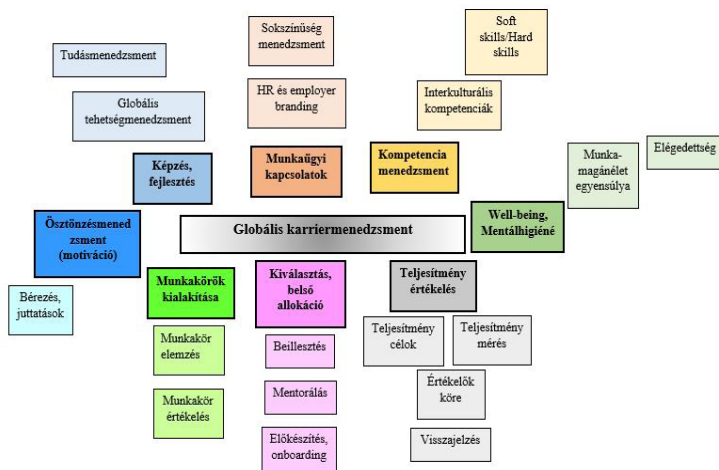 Soft
skills/Hard
skills
Sokszínűség
menedzsment
Tudásmenedzsment
HR és employer
branding
Interkulturális
kompetenciák
Globális
tehetségmenedzsment
Elégedettség
Munka-
magánélet
egyensúlya
Képzés,
fejlesztés
Munkaügyi
kapcsolatok
Kompetencia
menedzsment
Ösztönzésmened
zsment
(motiváció)
Globális karriermenedzsment
Well-being,
Mentálhigiéné
Munkakörök
kialakítása
Kiválasztás,
belső
allokáció
Teljesítmény
értékelés
Bérezés,
juttatások
Munkakör
elemzés
Beillesztés
Teljesítmény
célok
Teljesítmény
mérés
Munkakör
értékelés
Mentorálás
Értékelők
köre
Előkészítés,
onboarding
Visszajelzés